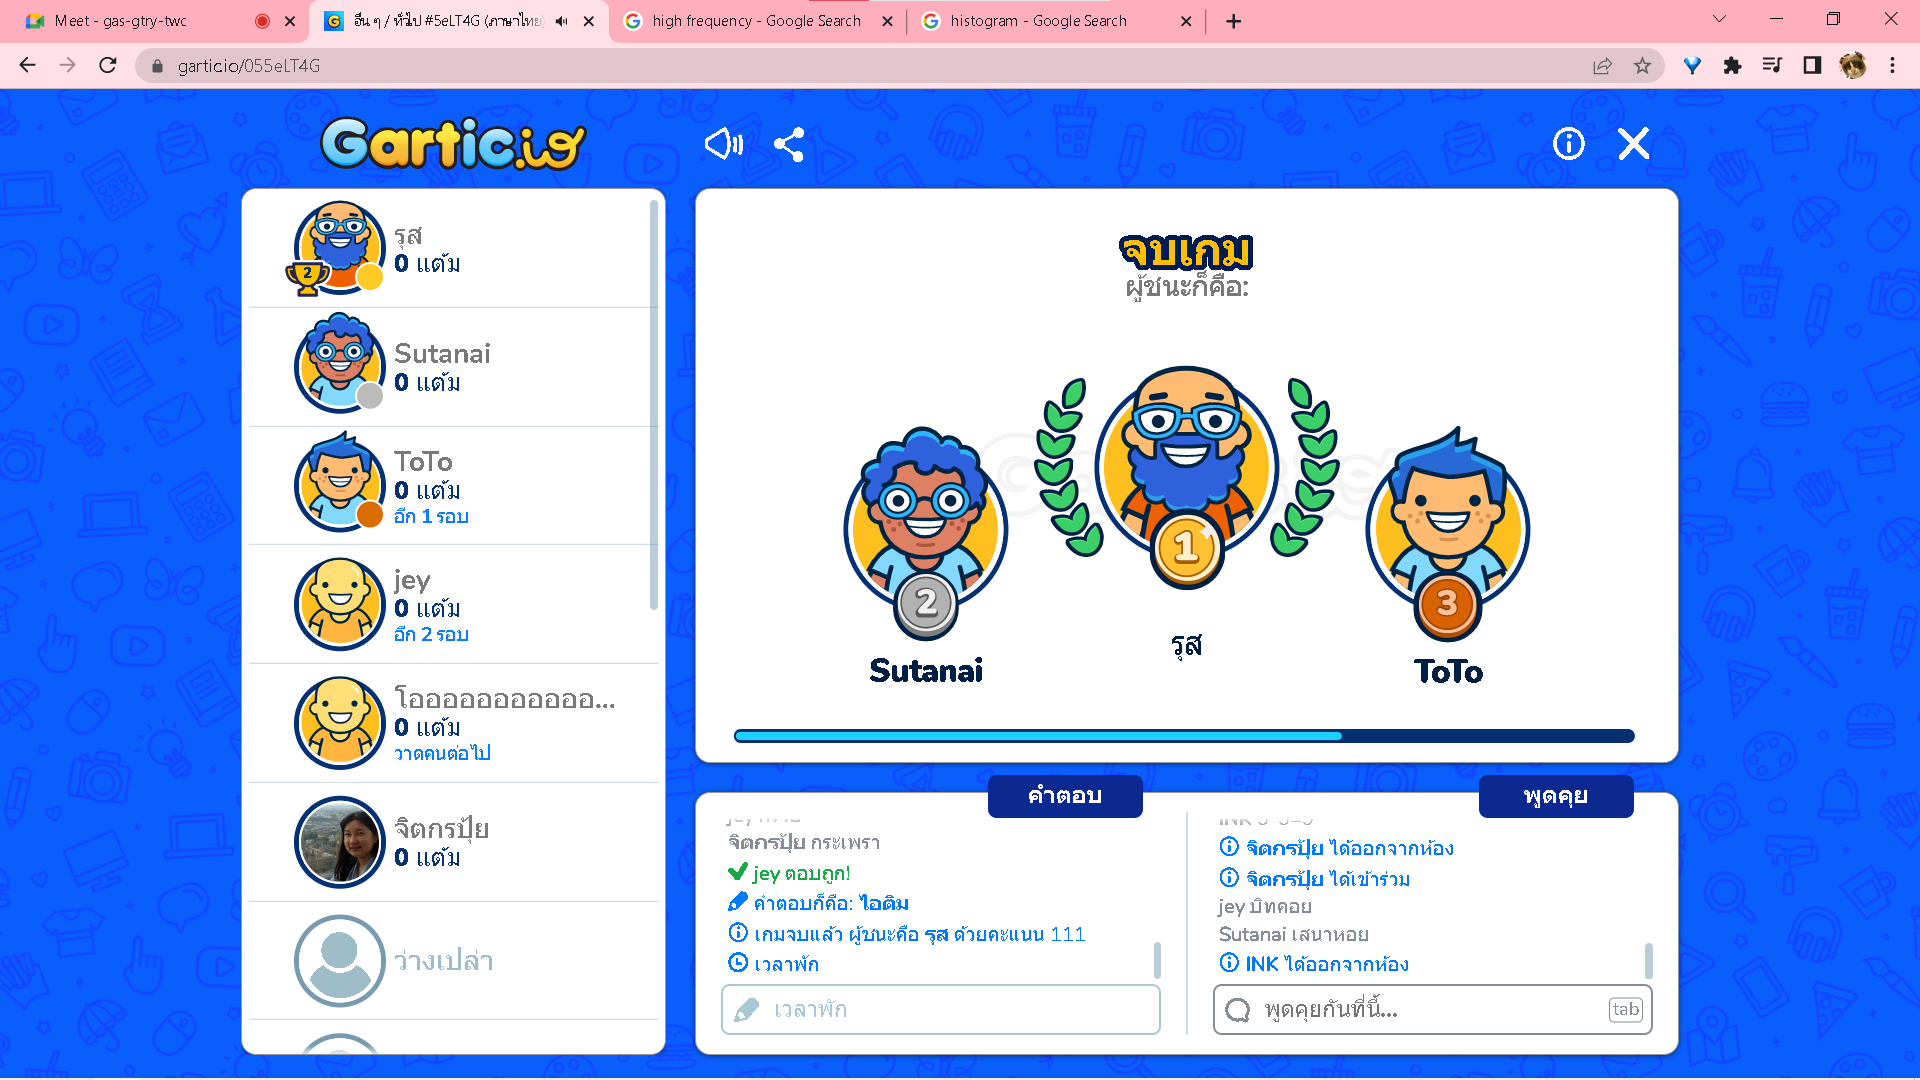 Meet - gas-gtry-twc
อื่น ๆ / ทั่วไป #5eLT4G (ภาษาไทย)
high frequency - Google Search
histogram - Google Search
gartic.io/055eLT4G
Gartic.io
รุส
0 แต้ม
2
Sutanai
0 แต้ม
ToTo
0 แต้ม
อีก 1 รอบ
jey
0 แต้ม
อีก 2 รอบ
โออออออออออออ...
0 แต้ม
วาดคนต่อไป
จิตกรปุ้ย
0 แต้ม
ว่างเปล่า
จบเกม
ผู้ชนะก็คือ:
1
2
3
รุส
Sutanai
ToTo
คำตอบ
จิตกรปุ้ย กระเพรา
jey ตอบถูก!
คำตอบก็คือ: ไอติม
เกมจบแล้ว ผู้ชนะคือ รุส ด้วยคะแนน 111
เวลาพัก
เวลาพัก
พูดคุย
INK 3-3=9
จิตกรปุ้ย ได้ออกจากห้อง
จิตกรปุ้ย ได้เข้าร่วม
jey บิทคอย
Sutanai เสนาหอย
INK ได้ออกจากห้อง
พูดคุยกันที่นี้...
tab